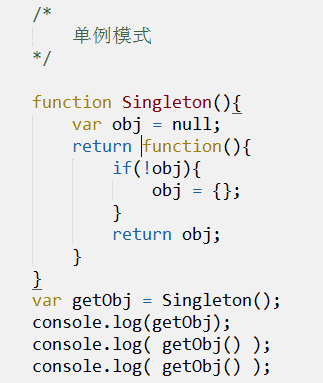 /*
    单例模式
*/

function Singleton(){
    var obj = null;
    return function(){
        if(!obj){
            obj = {};
        }
        return obj;
    }
}
var getObj = Singleton();
console.log(getObj);
console.log( getObj() );
console.log( getObj() );